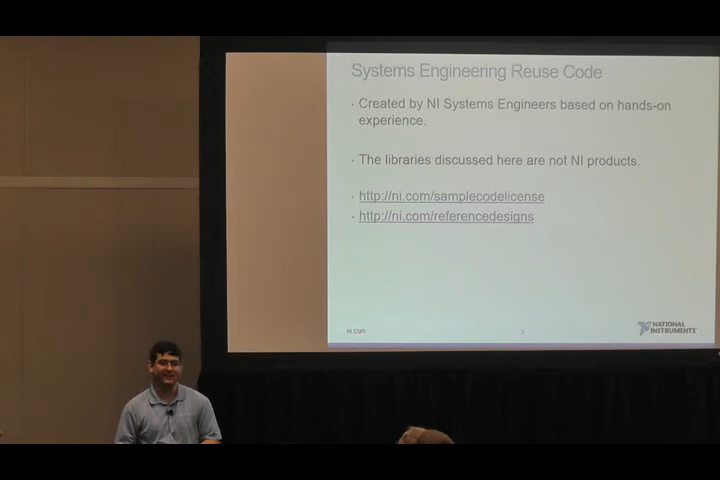 Systems Engineering Reuse Code
· Created by NI Systems Engineers based on hands-on
experience.
· The libraries discussed here are not NI products.
· http://ni.com/samplecodelicense
· http://ni.com/referencedesigns
ni.com
3
NATIONAL
INSTRUMENTS